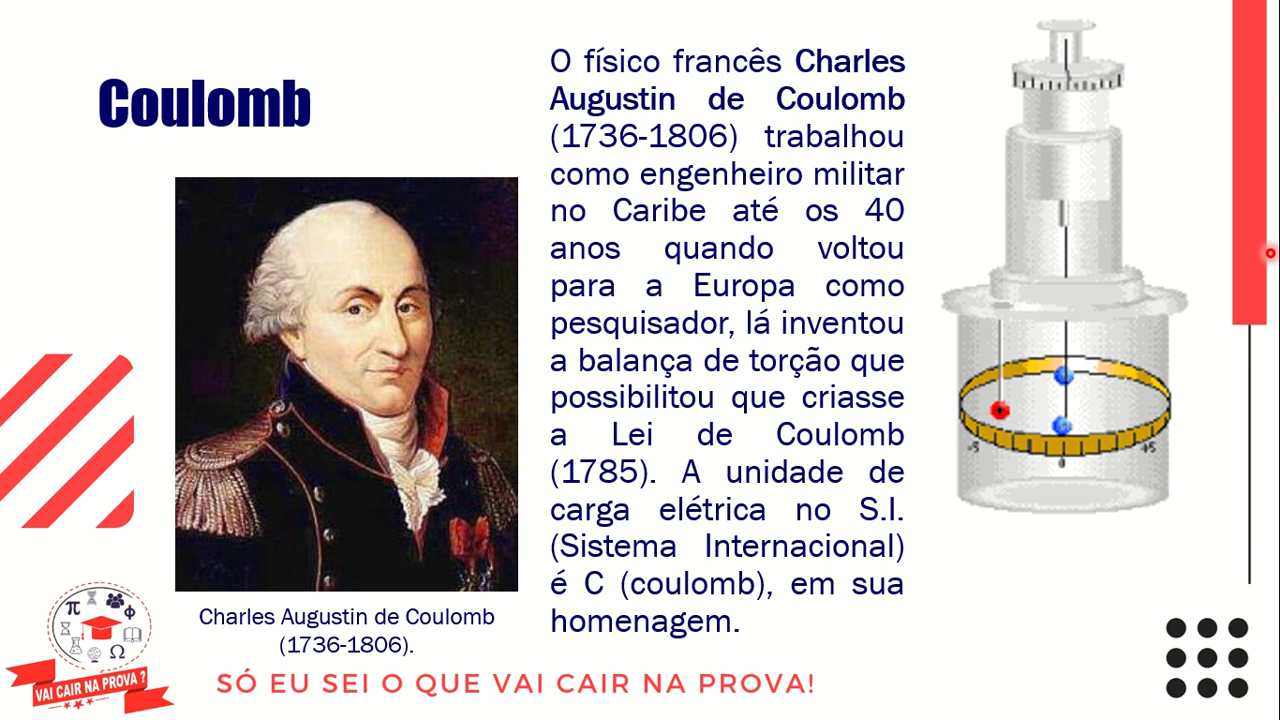 Coulomb
O físico francês Charles
Augustin de Coulomb
(1736-1806) trabalhou
como engenheiro militar
no Caribe até os 40
anos quando voltou
para a Europa como
pesquisador, lá inventou
a balança de torção que
possibilitou que criasse
a Lei de Coulomb
(1785). A unidade de
carga elétrica no S.I.
(Sistema Internacional)
é C (coulomb), em sua
homenagem.
Charles Augustin de Coulomb
(1736-1806).
π
Φ
Ω
VAI CAIR NA PROVA ?
SÓ EU SEI O QUE VAI CAIR NA PROVA!
0